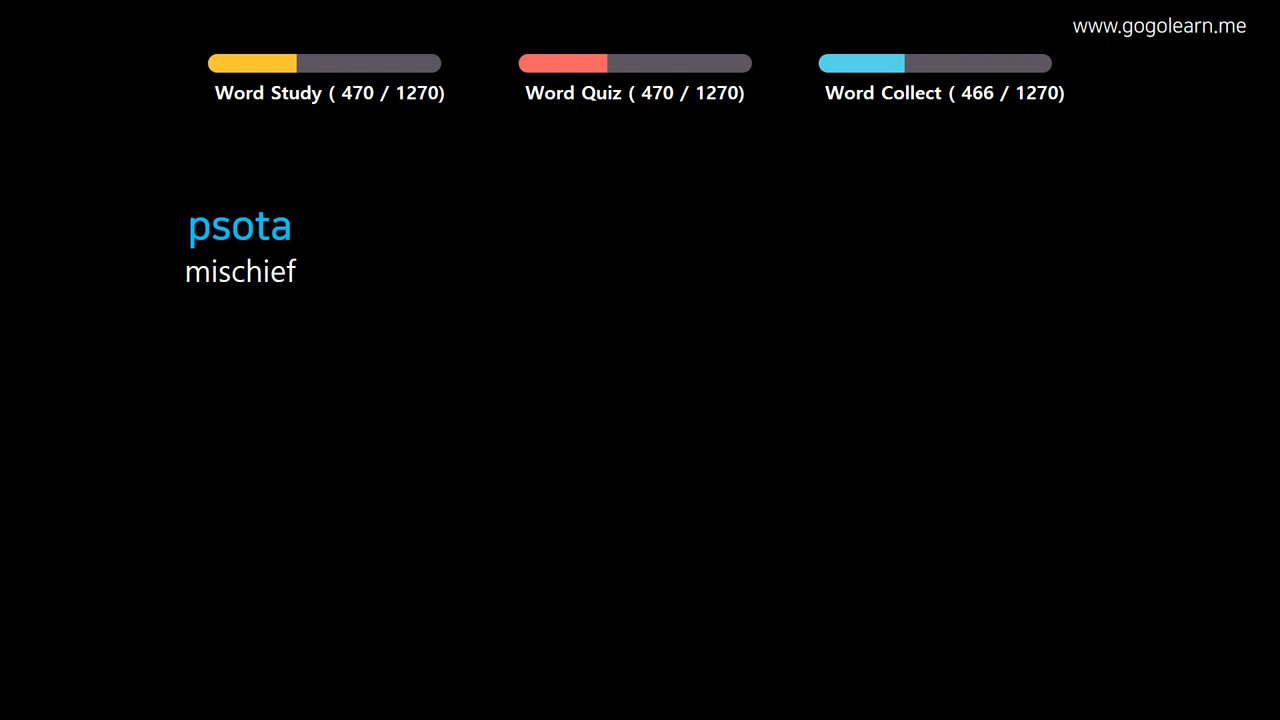 www.gogolearn.me
Word Study ( 470 / 1270)
Word Quiz ( 470 / 1270)
Word Collect ( 466 / 1270)
psota
mischief